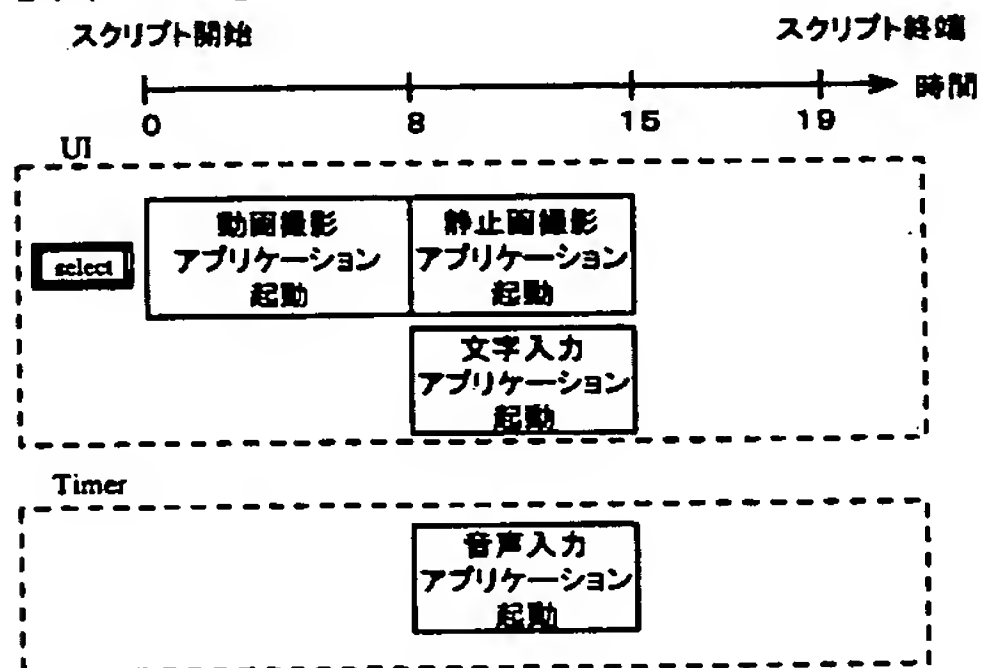 スクリプト開始
スクリプト終端
時間
0 8 15 19
UI
select
動画撮影
アプリケーション
起動
静止画撮影
アプリケーション
起動
文字入力
アプリケーション
起動
Timer
音声入力
アプリケーション
起動